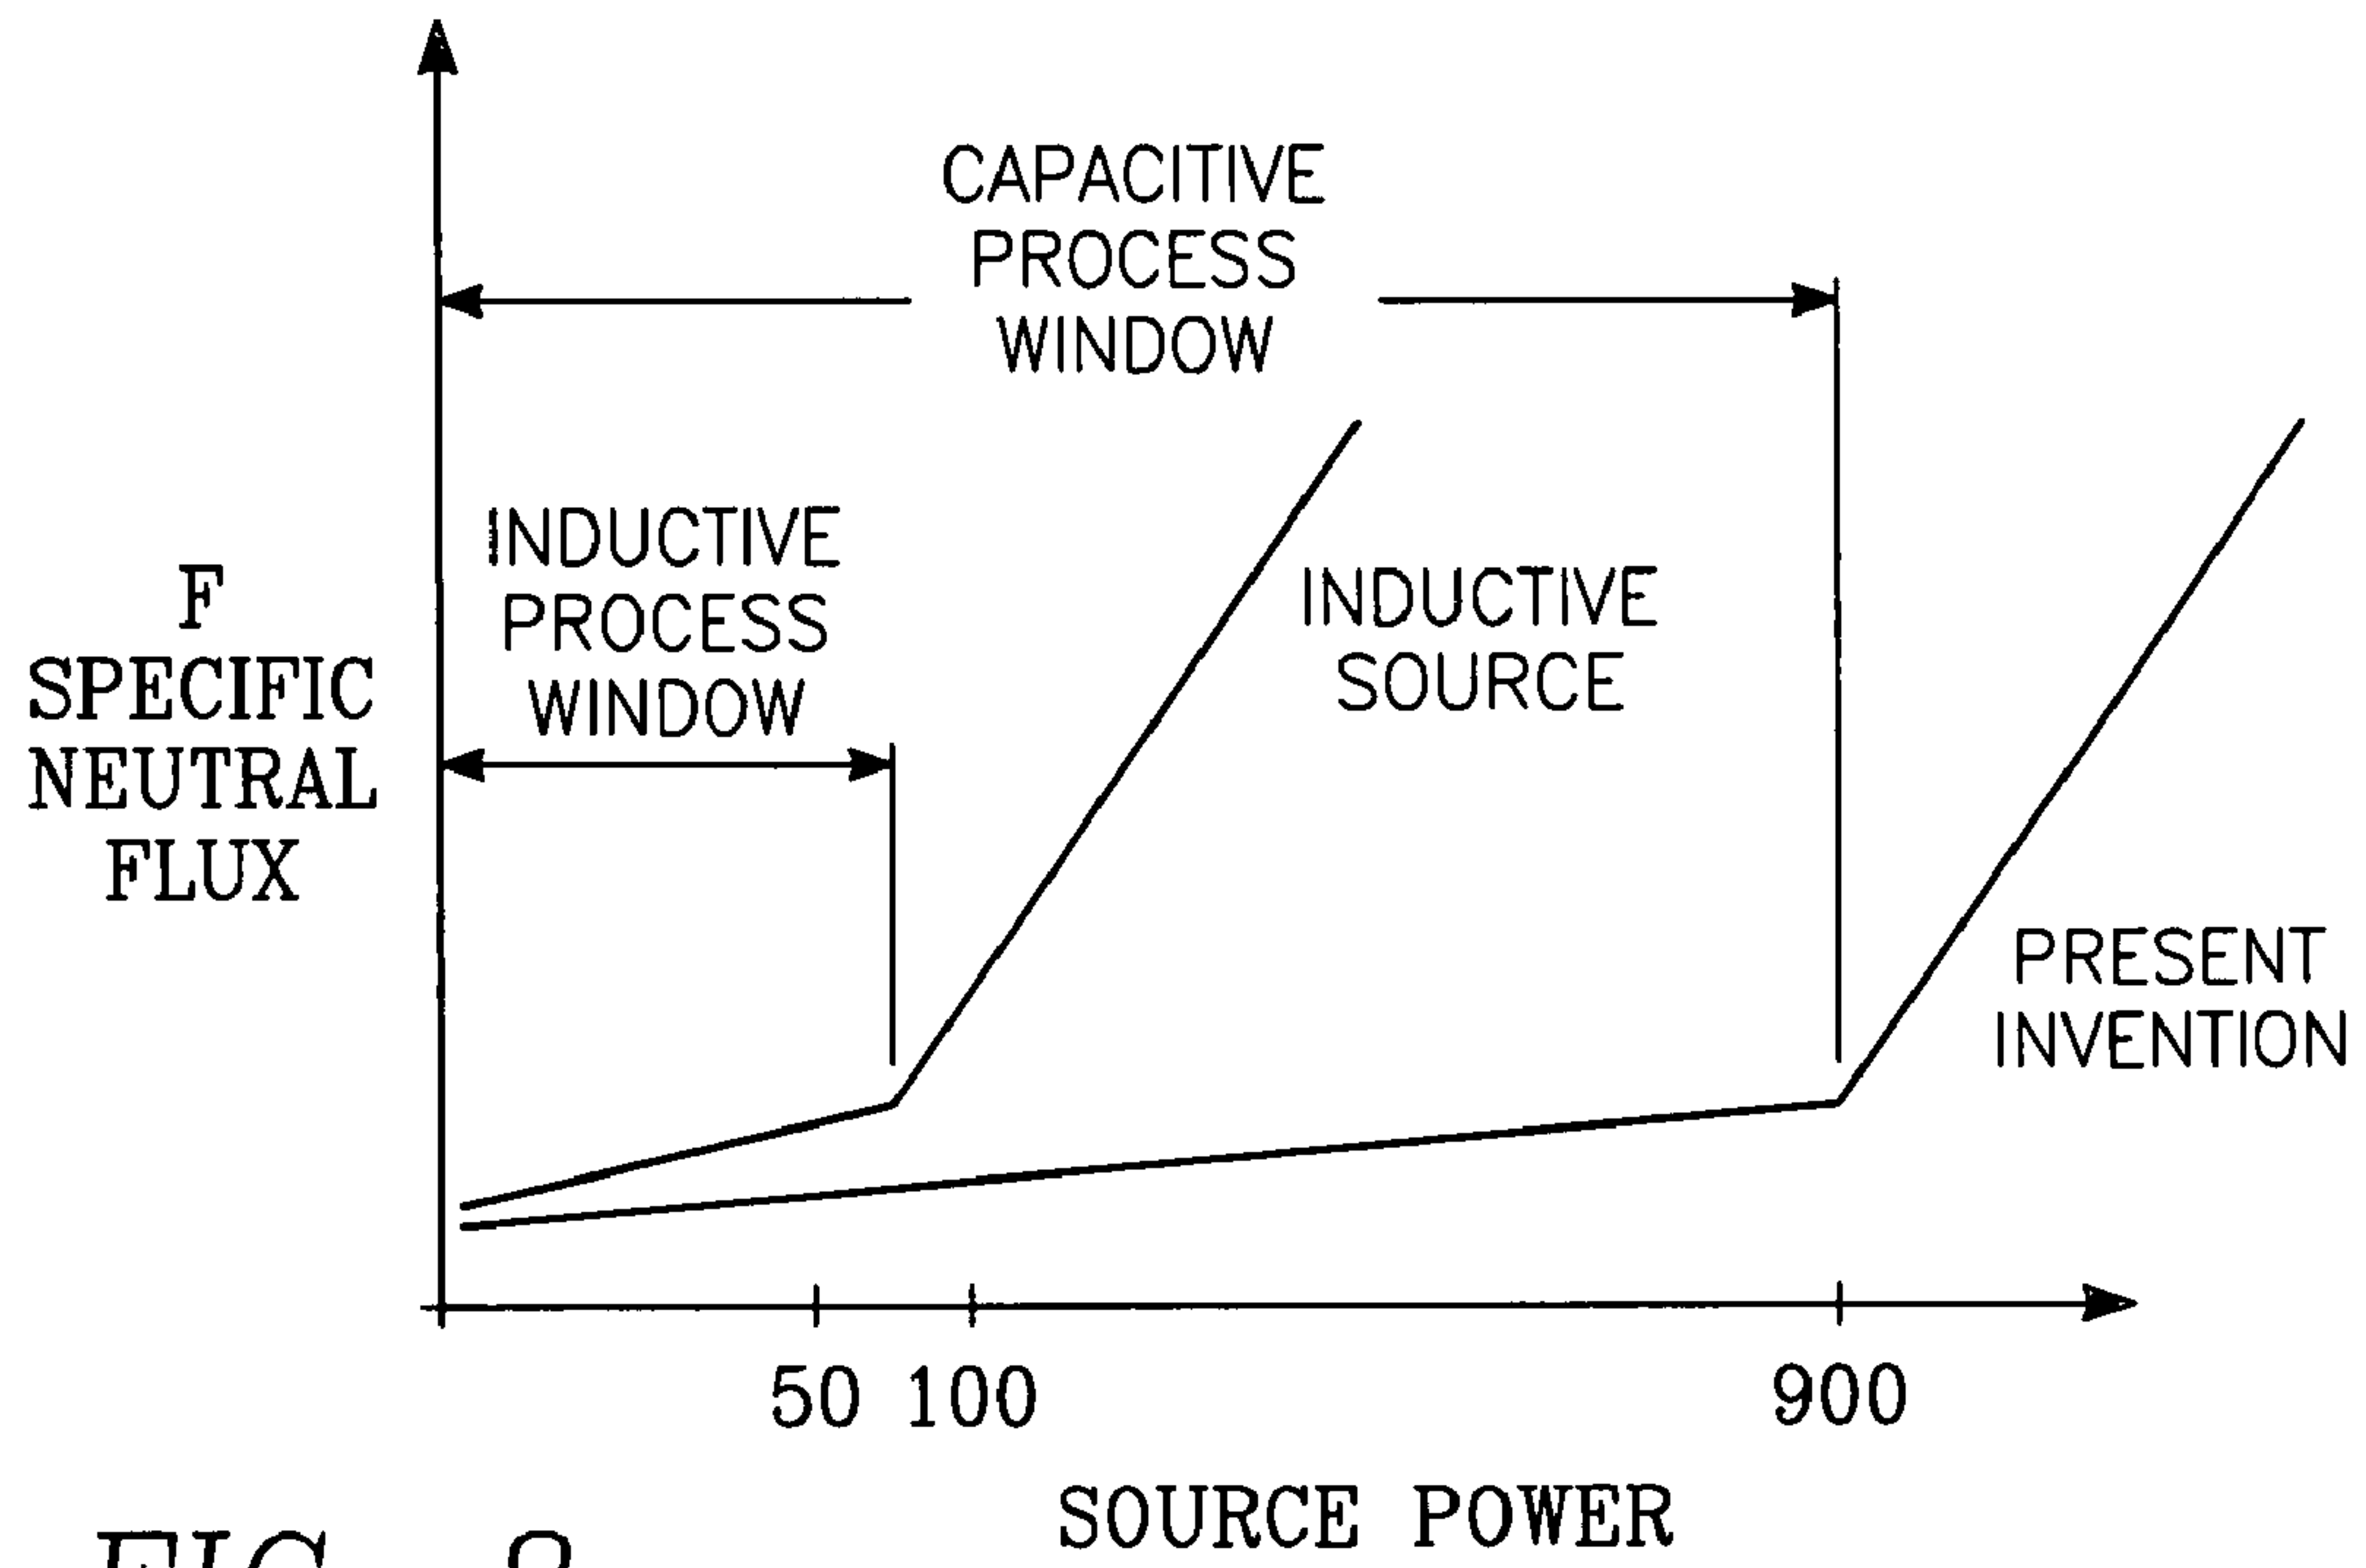 CAPACITIVE
PROCESS
WINDOW
INDUCTIVE
PROCESS
WINDOW
INDUCTIVE
SOURCE
F
SPECIFIC
NEUTRAL
FLUX
PRESENT
INVENTION
50 100 900
SOURCE POWER